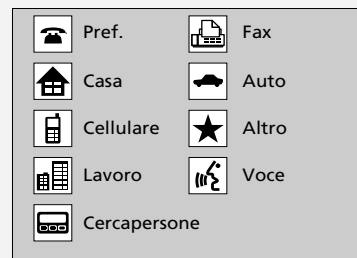 Pref. Fax
Casa Auto
Cellulare Altro
Lavoro Voce
Cercapersone